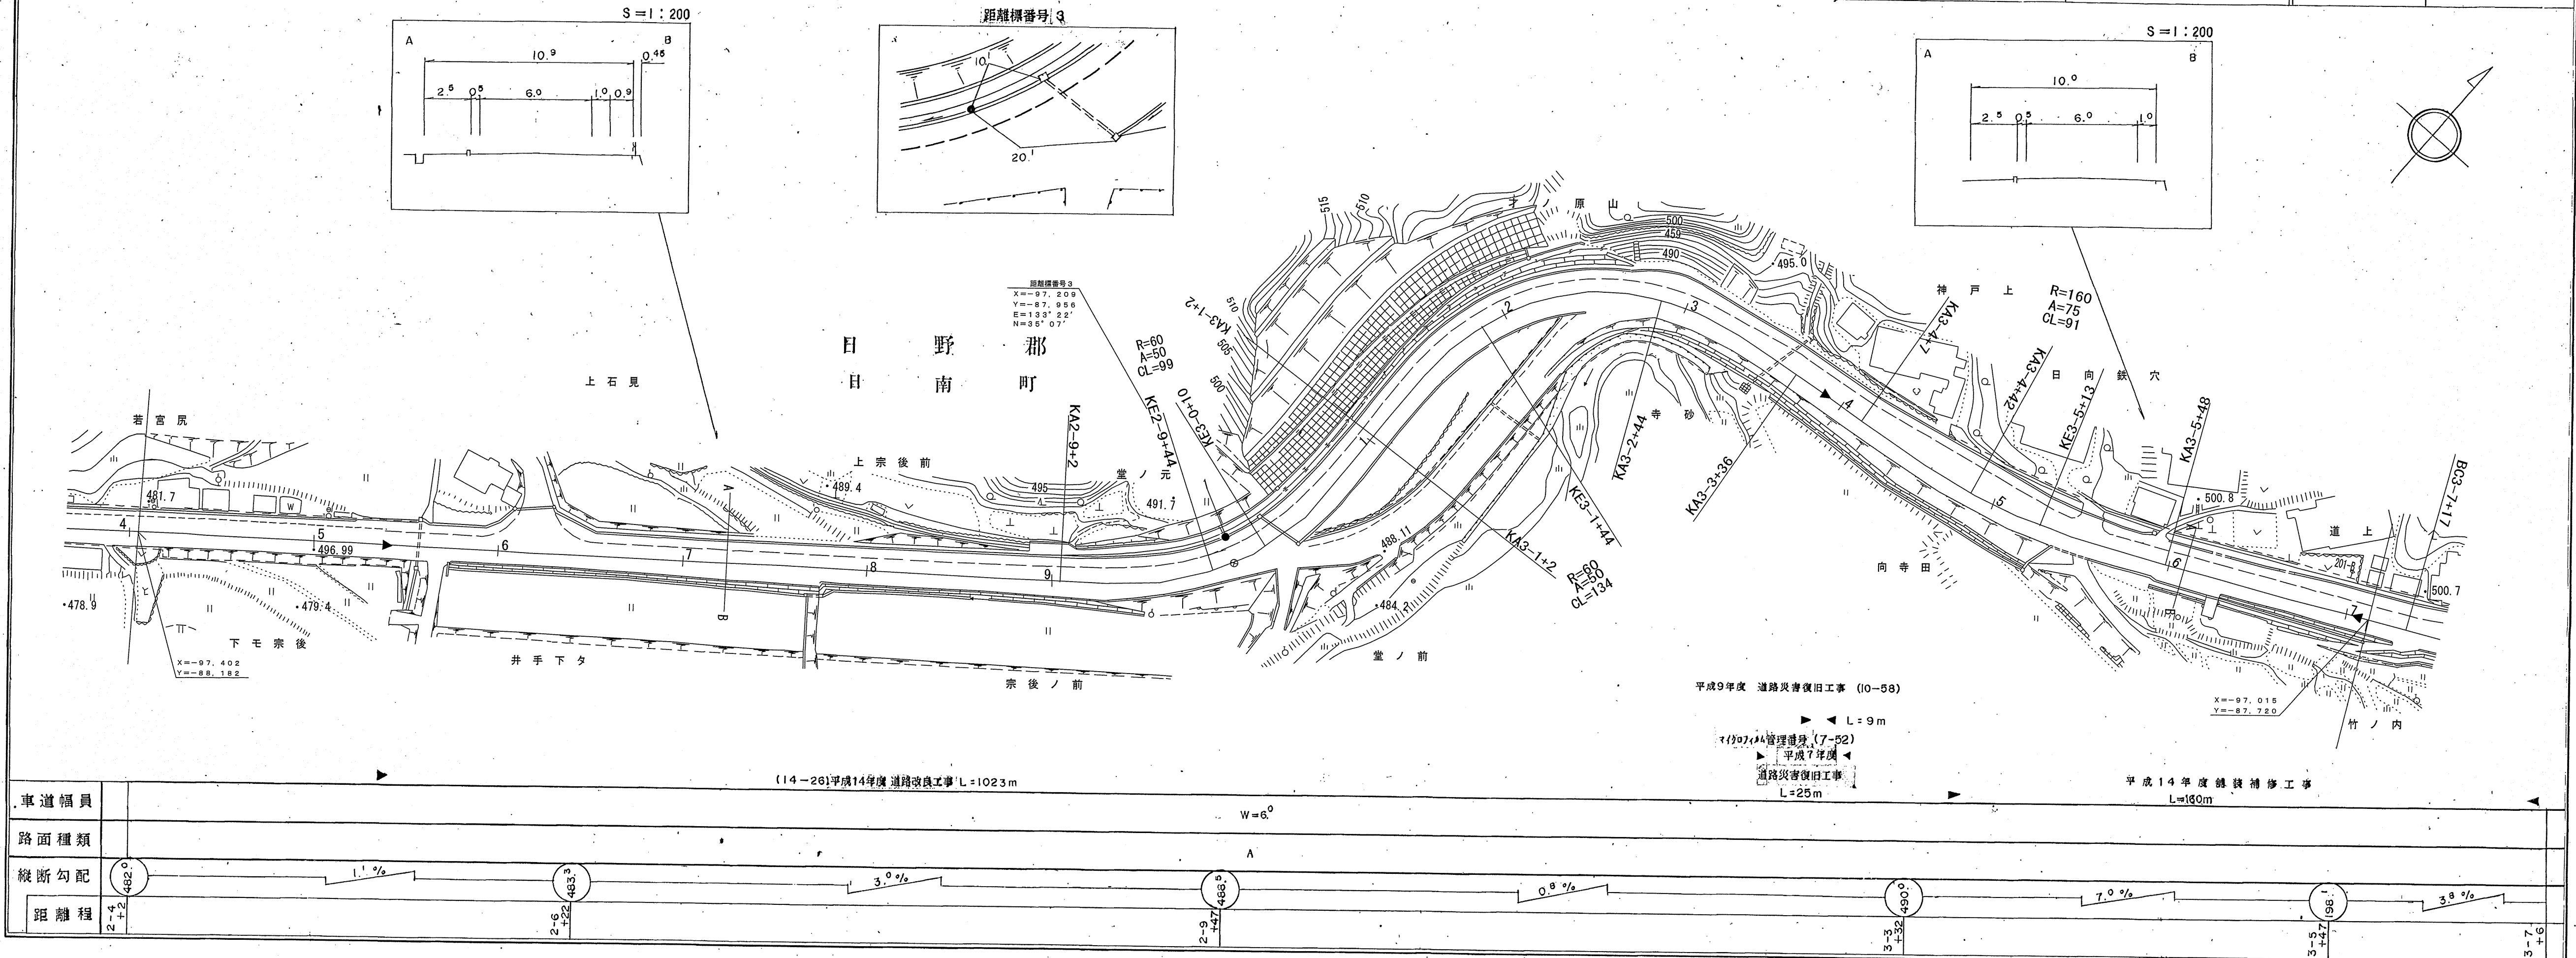 S=1:200
A
B
10.9
0.45
2.5 0.5 6.0 1.0 0.9
距離標番号 3
10.1
20.1
S=1:200
A
B
10.0
2.5 0.5 6.0 1.0
515
510
原山
500
459
490
495.0
神戸上
R=160
A=75
CL=91
距離標番号3
X=-97, 209
Y=-87, 956
E=133° 22'
N=35° 07'
515
KA3-1+2
505
500
2
3
KA3-4+7
日野郡
日南町
R=60
A=50
CL=99
上石見
KE3-0+10
KE2-9+44
KA2-9+2
KA3-4+42
日向鉄穴
KE3-5+13
KA3-5+48
BC3-7+17
若宮尻
上宗後前
堂ノ元
寺砂
4
1
KA3-2+44
KA3-3+36
KE3-1+44
KA3-1+2
R=60
A=50
CL=134
481.7
W
A
489.4
495
491.7
5
500.8
道上
201-R
4
5
496.99
6
7
8
9
488.11
484.2
向寺田
6
7
500.7
478.9
479.4
B
B
下モ宗後
井手下タ
宗後ノ前
堂ノ前
竹ノ内
X=-97, 402
Y=-88, 182
X=-97, 015
Y=-87, 720
平成9年度 道路災害復旧工事 (10-58)
L=9m
マイクロフィルム管理番号 (7-52)
平成7年度
道路災害復旧工事
L=25m
(14-26)平成14年度 道路改良工事 L=1023m
平成14年度舗装補修工事
L=160m
車道幅員
W=6.0
路面種類
A
縦断勾配
482.0
1.1%
483.3
3.0%
488.5
0.8%
490.0
7.0%
198.1
3.8%
距離程
2-4
+2
2-6
+22
2-9
+47
3-3
+32
3-5
+47
3-7
+6